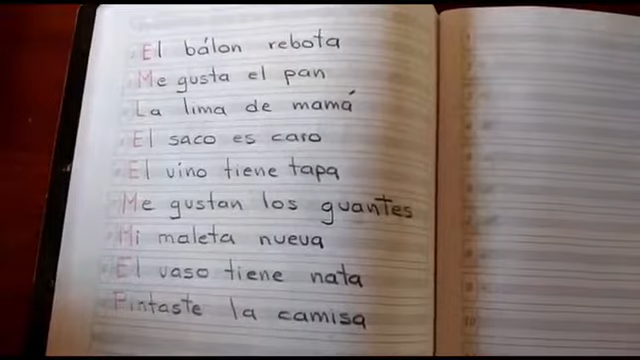 El bálon rebota
Me gusta el pan
La lima de mamá
El saco es caro
El vino tiene tapa
Me gustan los guantes
Mi maleta nueva
El vaso tiene nata
Pintaste la camisa